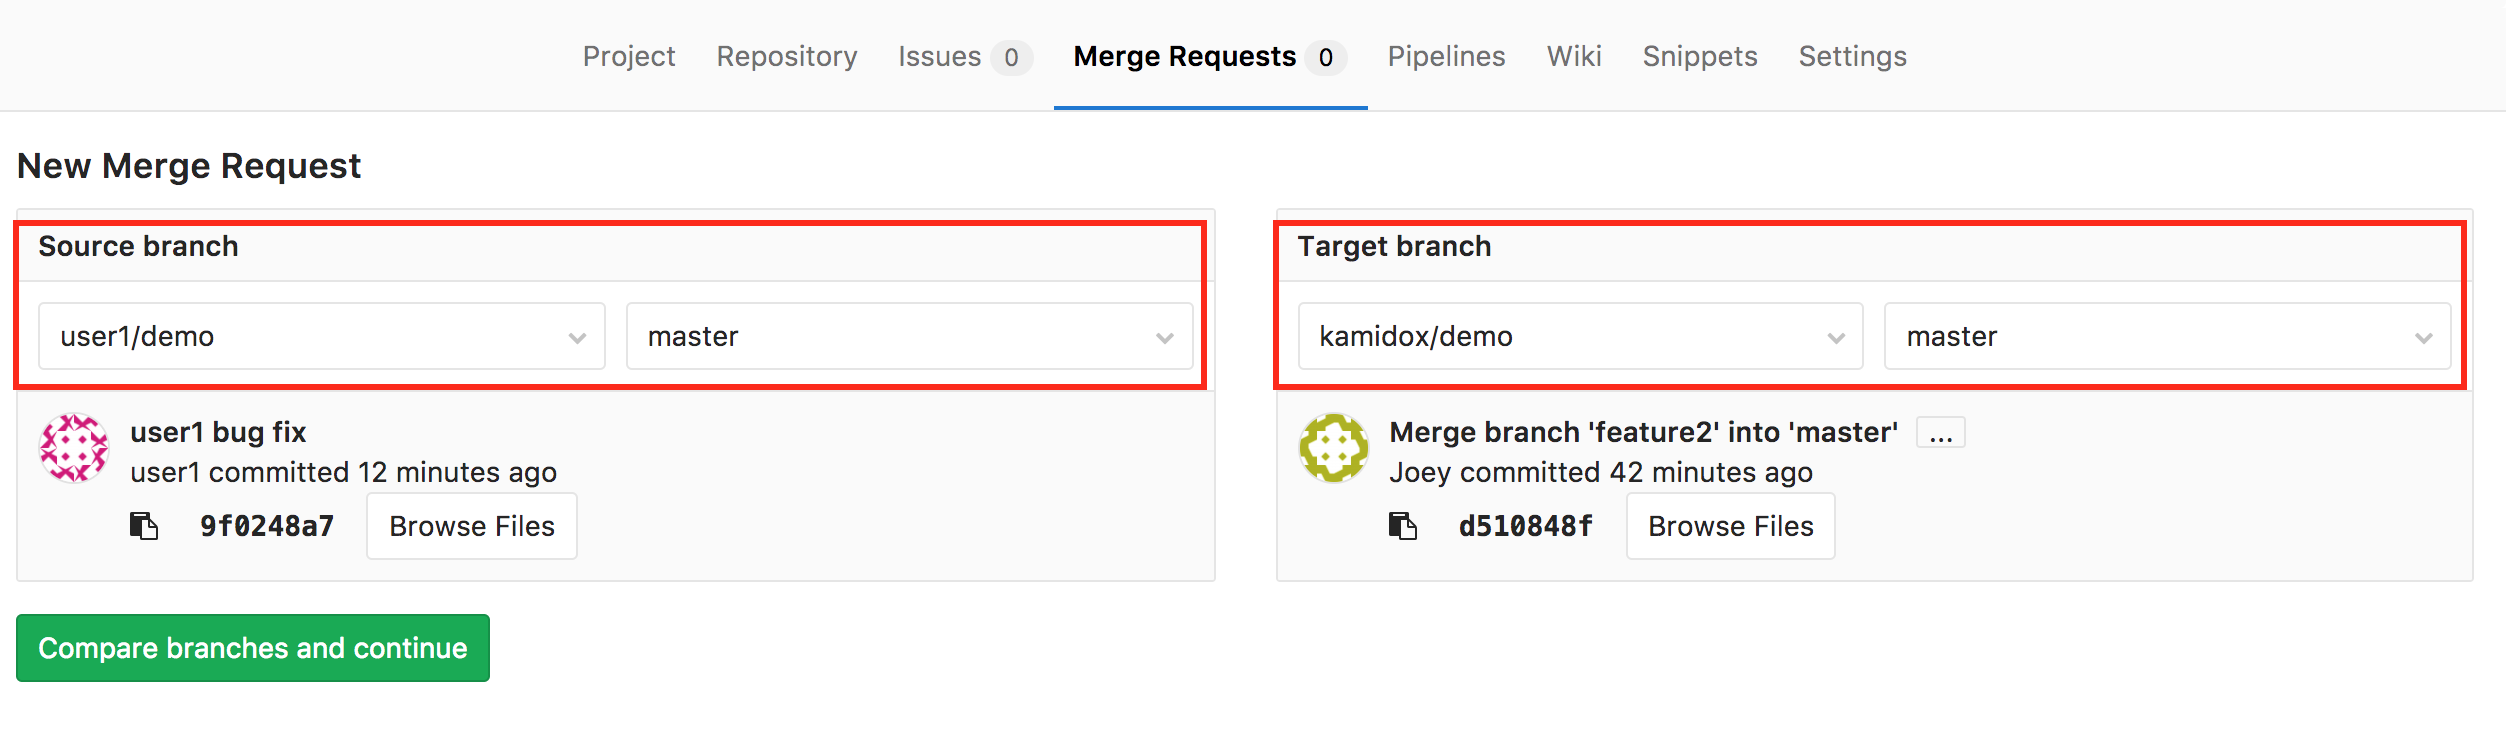 Project Repository Issues 0 Merge Requests 0 Pipelines Wiki Snippets Settings
New Merge Request
Source branch
user1/demo master
user1 bug fix
user1 committed 12 minutes ago
9f0248a7 Browse Files
Target branch
kamidox/demo master
Merge branch 'feature2' into 'master' ...
Joey committed 42 minutes ago
d510848f Browse Files
Compare branches and continue